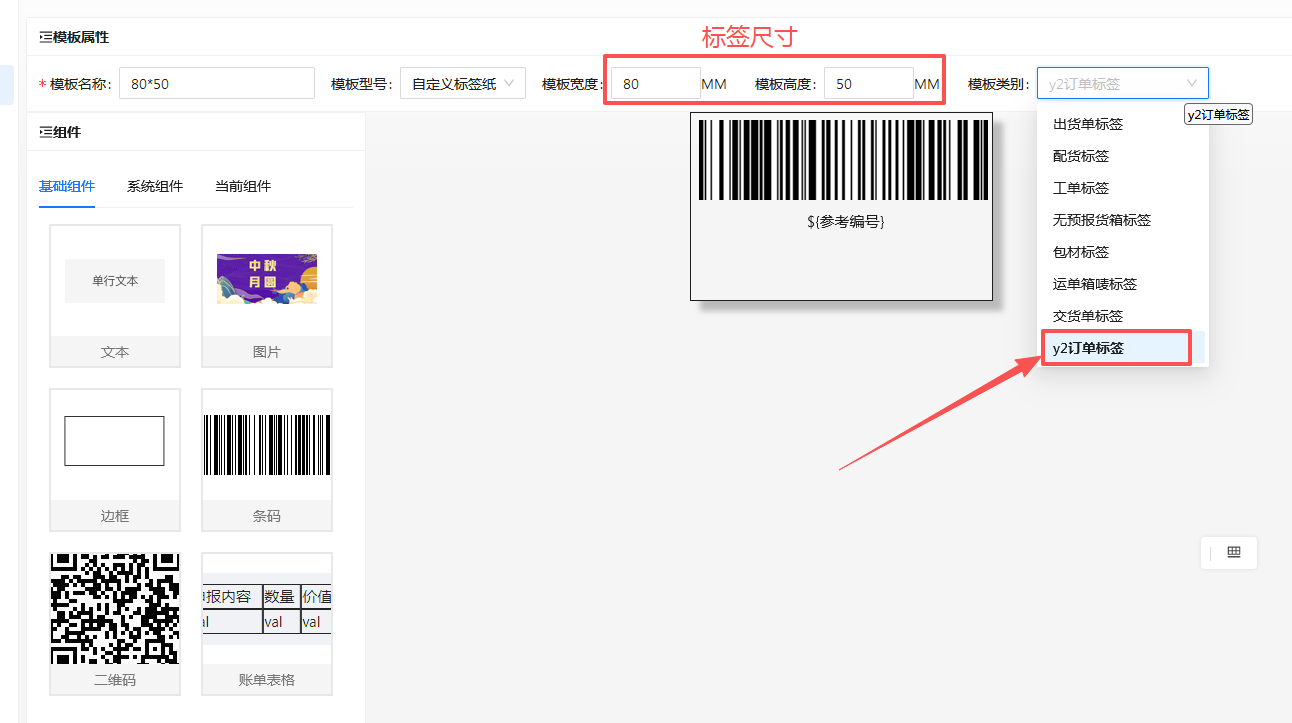 模板属性
标签尺寸
* 模板名称: 80*50 模板型号: 自定义标签纸 模板宽度: 80 MM 模板高度: 50 MM 模板类别: y2订单标签
y2订单标签
组件
基础组件 系统组件 当前组件
出货单标签
配货标签
工单标签
无预报货箱标签
包材标签
运单箱唛标签
交货单标签
y2订单标签
${参考编号}
单行文本
中秋
月圆
文本 图片
边框 条码
报内容 数量 价值
val val
二维码 账单表格